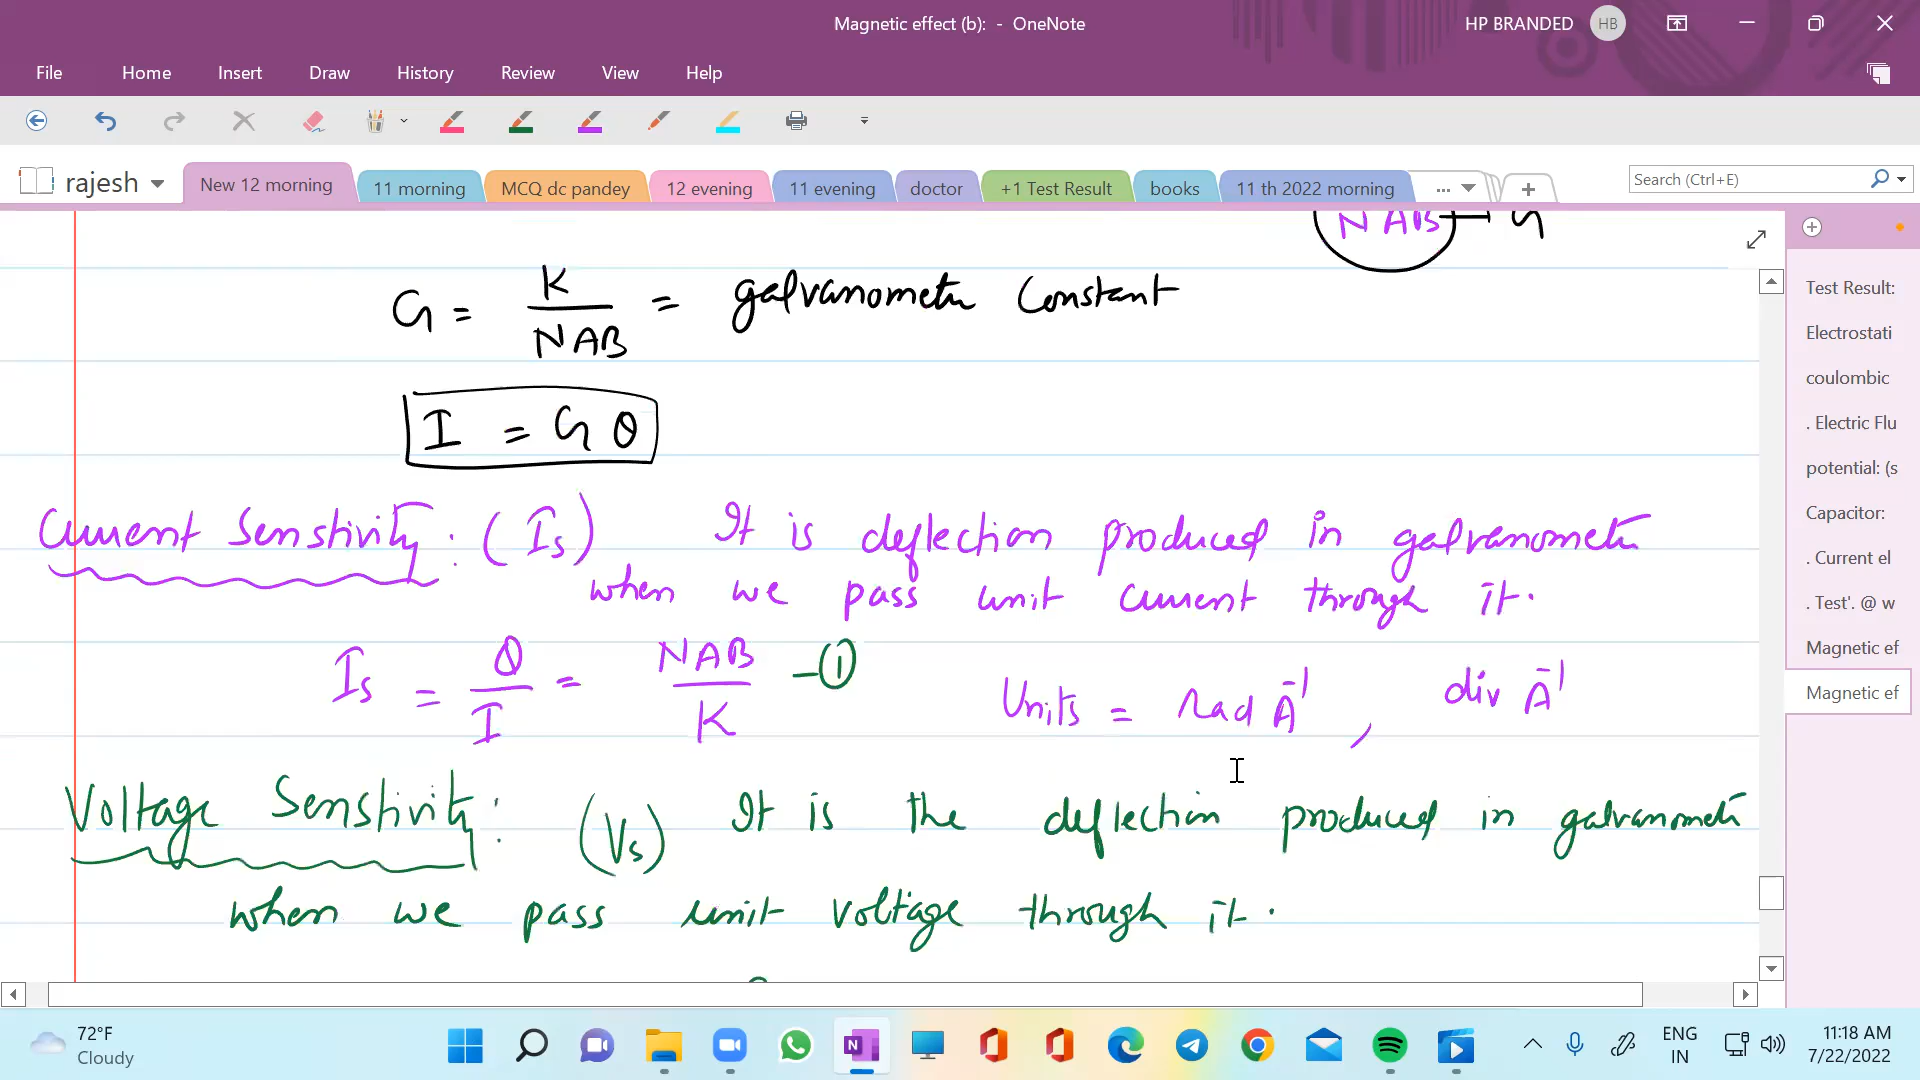 Magnetic effect (b): - OneNote
HP BRANDED HB
File Home Insert Draw History Review View Help
rajesh New 12 morning 11 morning MCQ dc pandey 12 evening 11 evening doctor +1 Test Result books 11 th 2022 morning ... Search (Ctrl+E)
NAB G
G = K / NAB = galvanometer Constant
I = G θ
Current Senstivity : (Is) It is deflection produced in galvanometer
when we pass unit current through it.
Is = θ / I = NAB / K - ① Units = rad A⁻¹, div A⁻¹
Voltage Senstivity : (Vs) It is the deflection produced in galvanometer
when we pass unit voltage through it.
Test Result:
Electrostati
coulombic
. Electric Flu
potential: (s
Capacitor:
. Current el
. Test'. @ w
Magnetic ef
Magnetic ef
72°F
Cloudy
ENG
IN
11:18 AM
7/22/2022